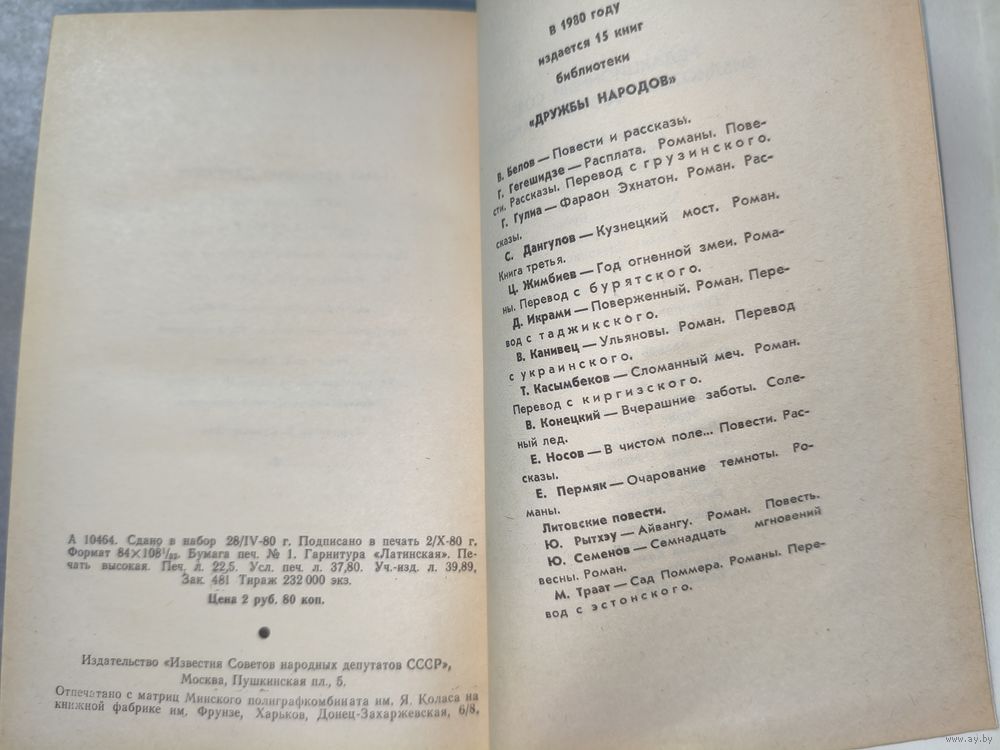 А 10464. Сдано в набор 28/IV-80 г. Подписано в печать 2/X-80 г.
Формат 84×108¹/₃₂. Бумага печ. № 1. Гарнитура «Латинская». Пе-
чать высокая. Печ. л. 22,5. Усл. печ. л. 37,80. Уч.-изд. л. 39,89.
Зак. 481 Тираж 232 000 экз.
Цена 2 руб. 80 коп.
Издательство «Известия Советов народных депутатов СССР»,
Москва, Пушкинская пл., 5.
Отпечатано с матриц Минского полиграфкомбината им. Я. Коласа на
книжной фабрике им. Фрунзе, Харьков, Донец-Захаржевская, 6/8.
В 1980 году
издается 15 книг
библиотеки
«ДРУЖБЫ НАРОДОВ»
В. Белов — Повести и рассказы.
Г. Гегешидзе — Расплата. Романы. Пове-
сти. Рассказы. Перевод с грузинского.
Г. Гулиа — Фараон Эхнатон. Роман. Рас-
сказы.
С. Дангулов — Кузнецкий мост. Роман.
Книга третья.
Ц. Жимбиев — Год огненной змеи. Рома-
ны. Перевод с бурятского.
Д. Икрами — Поверженный. Роман. Пере-
вод с таджикского.
В. Канивец — Ульяновы. Роман. Перевод
с украинского.
Т. Касымбеков — Сломанный меч. Роман.
Перевод с киргизского.
В. Конецкий — Вчерашние заботы. Соле-
ный лед.
Е. Носов — В чистом поле... Повести. Рас-
сказы.
Е. Пермяк — Очарование темноты. Ро-
маны.
Литовские повести.
Ю. Рытхэу — Айвангу. Роман. Повесть.
Ю. Семенов — Семнадцать мгновений
весны. Роман.
М. Траат — Сад Поммера. Романы. Пере-
вод с эстонского.
www.ay.by